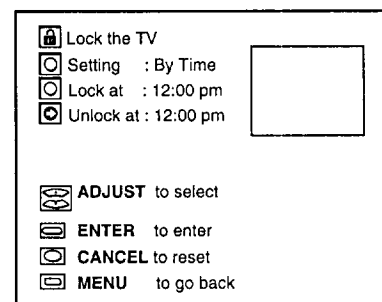 Lock the TV
Setting : By Time
Lock at : 12:00 pm
Unlock at : 12:00 pm
ADJUST to select
ENTER to enter
CANCEL to reset
MENU to go back